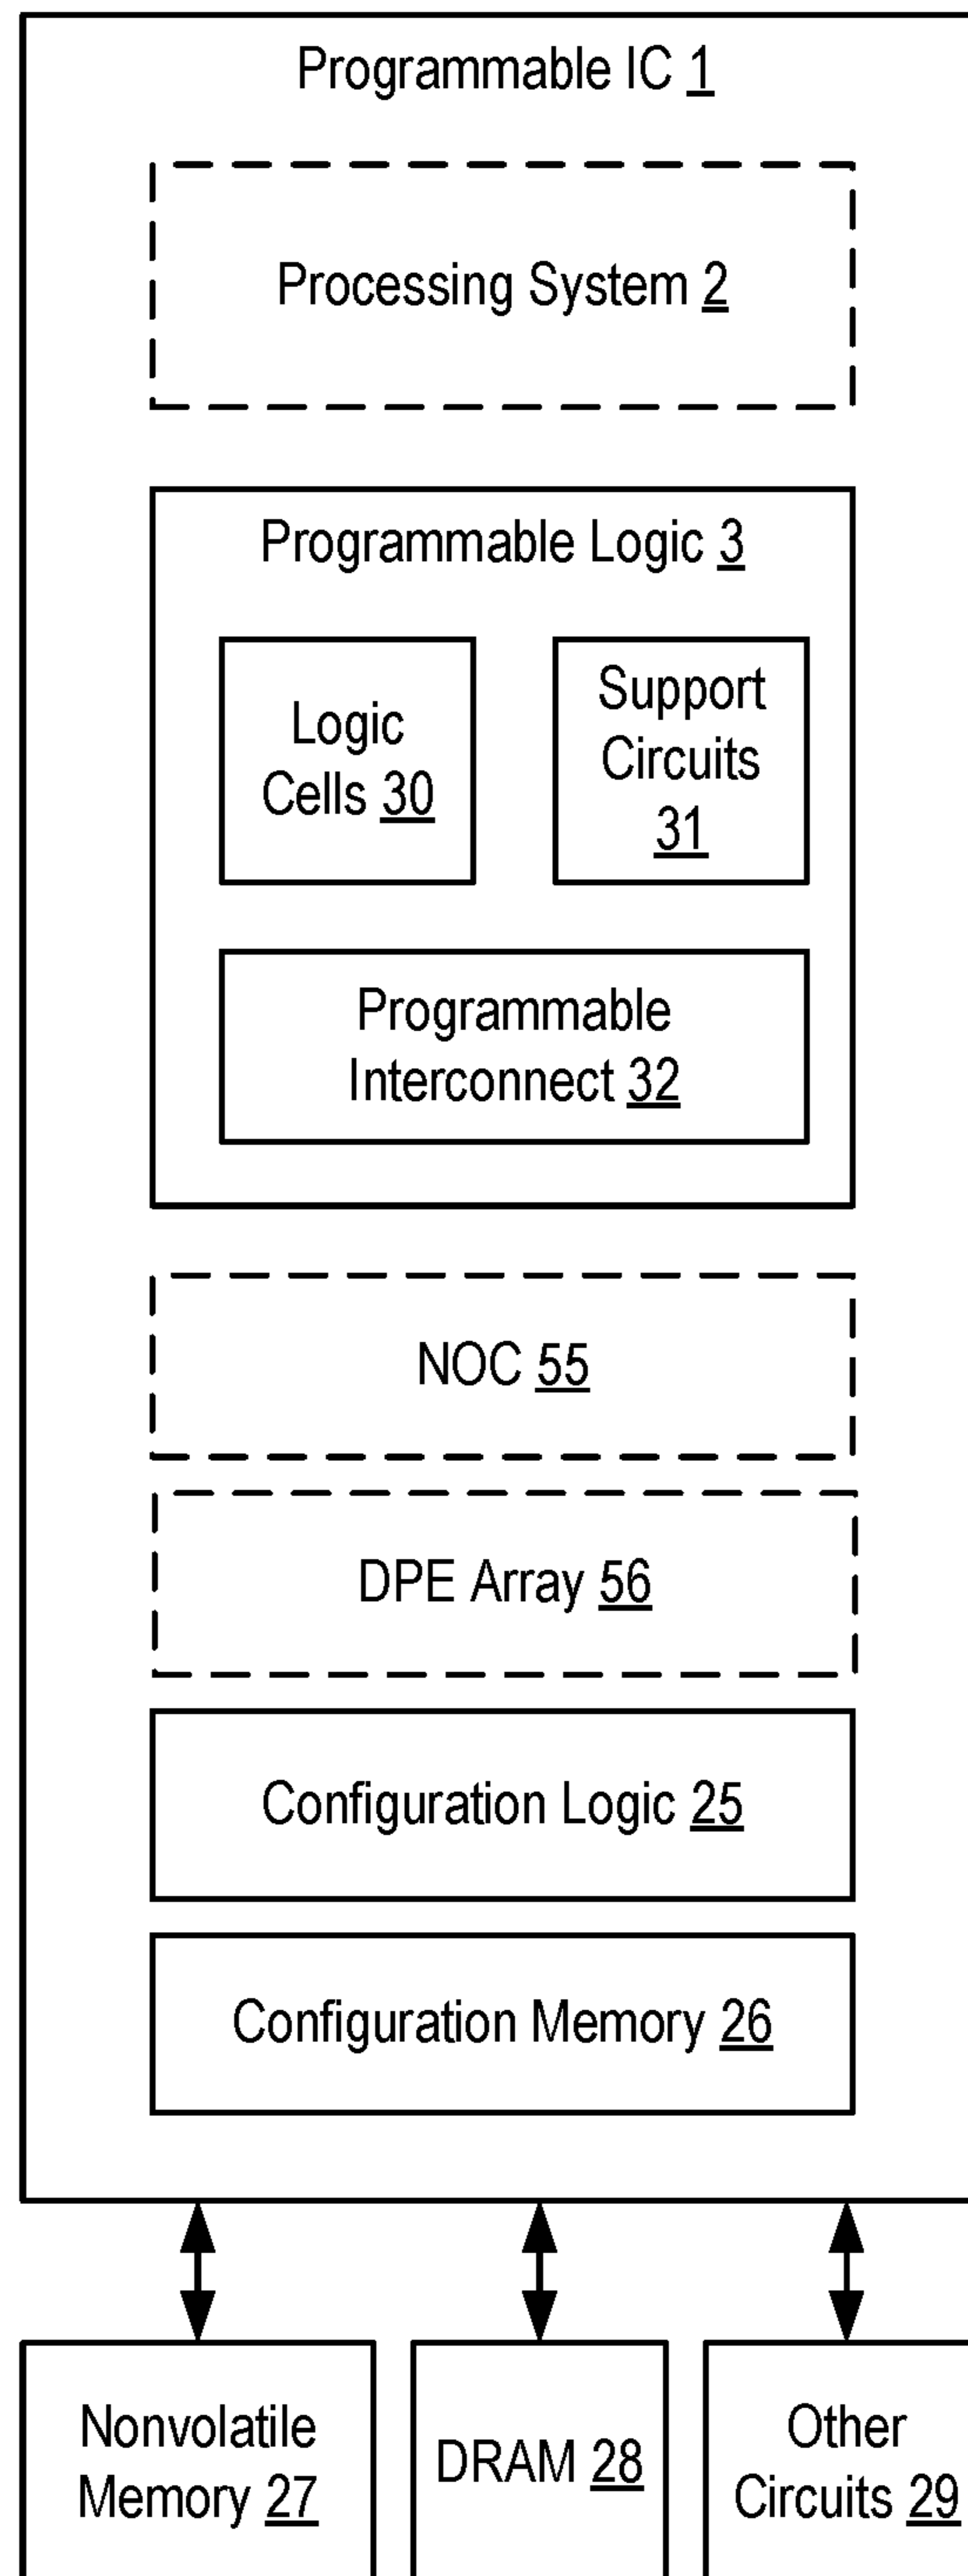 Programmable IC 1
Processing System 2
Programmable Logic 3
Logic
Cells 30
Support
Circuits
31
Programmable
Interconnect 32
NOC 55
DPE Array 56
Configuration Logic 25
Configuration Memory 26
Nonvolatile
Memory 27
DRAM 28
Other
Circuits 29